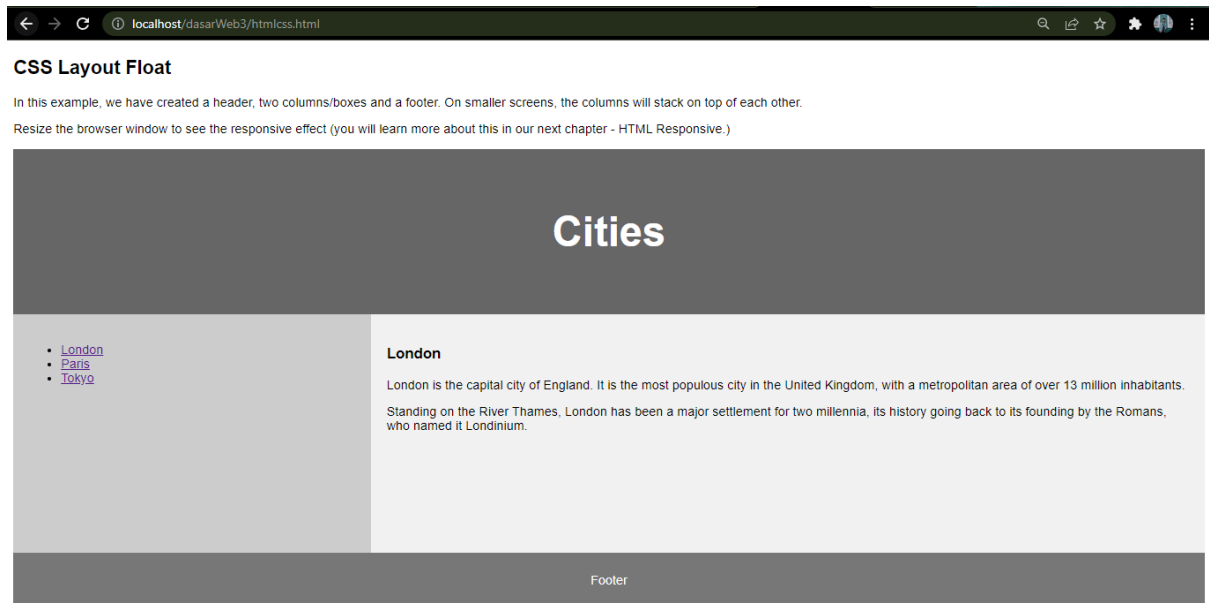 localhost/dasarWeb3/htmlcss.html
CSS Layout Float
In this example, we have created a header, two columns/boxes and a footer. On smaller screens, the columns will stack on top of each other.
Resize the browser window to see the responsive effect (you will learn more about this in our next chapter - HTML Responsive.)
Cities
London
Paris
Tokyo
London
London is the capital city of England. It is the most populous city in the United Kingdom, with a metropolitan area of over 13 million inhabitants.
Standing on the River Thames, London has been a major settlement for two millennia, its history going back to its founding by the Romans,
who named it Londinium.
Footer